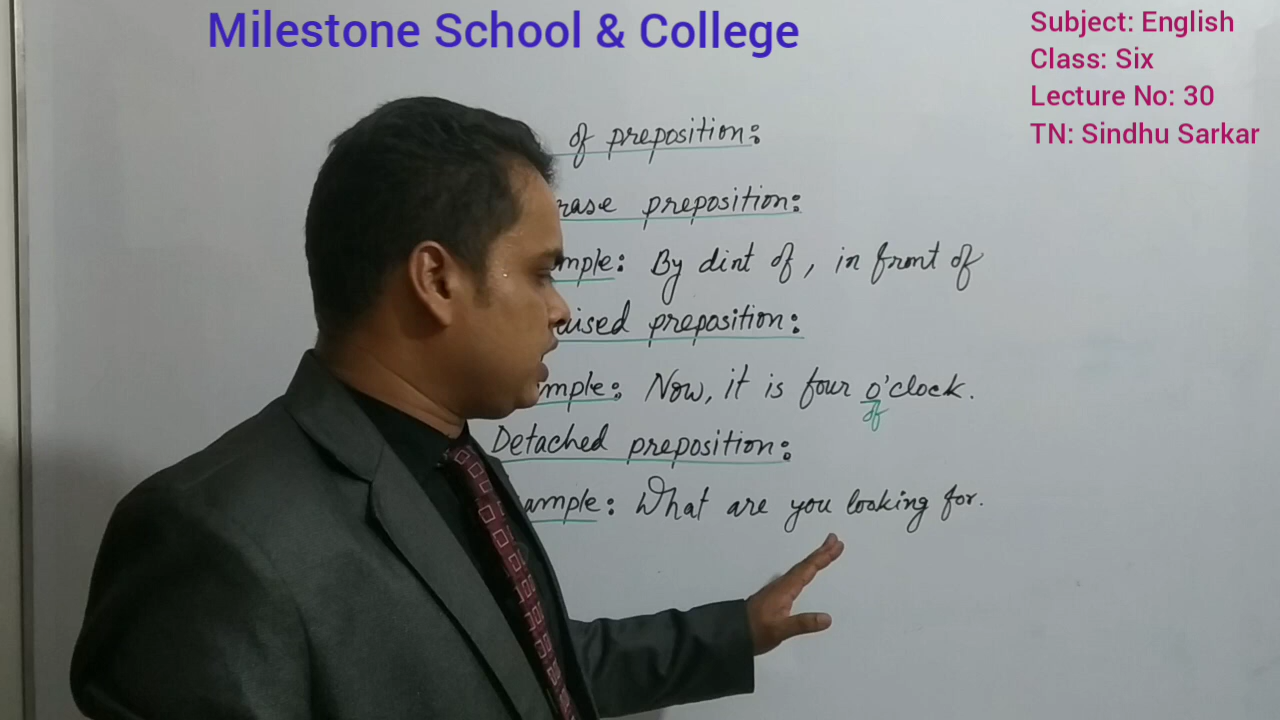 Milestone School & College
Subject: English
Class: Six
Lecture No: 30
TN: Sindhu Sarkar
of preposition:
preposition:
: By dint of, in front of
preposition:
: Now, it is four o'clock.
of
Detached preposition:
: What are you looking for.